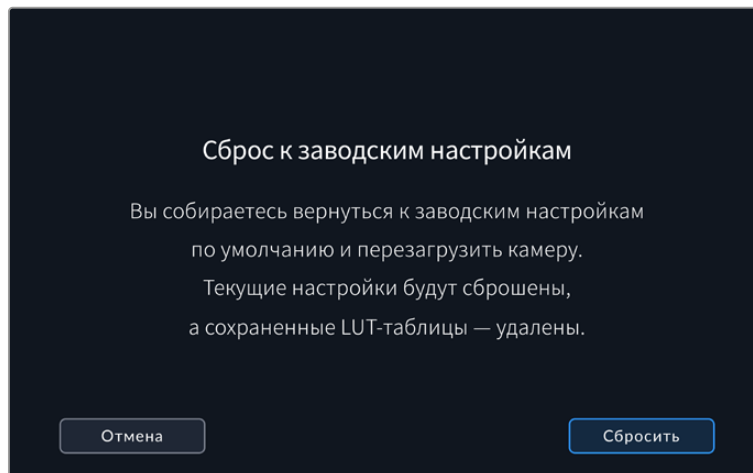 Сброс к заводским настройкам
Вы собираетесь вернуться к заводским настройкам
по умолчанию и перезагрузить камеру.
Текущие настройки будут сброшены,
а сохраненные LUT-таблицы — удалены.
Отмена
Сбросить